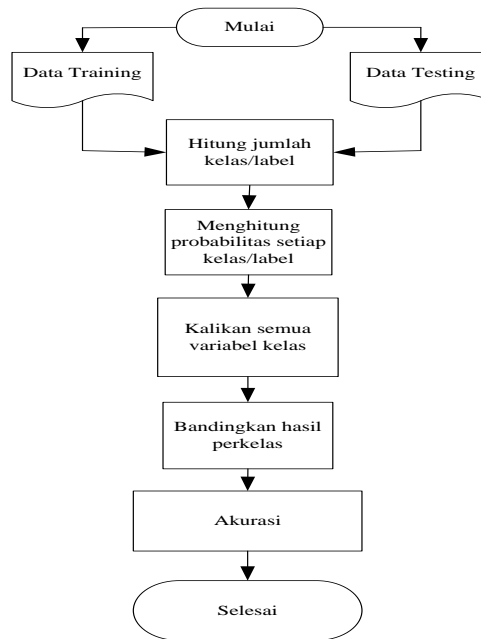 Mulai
Data Training
Data Testing
Hitung jumlah
kelas/label
Menghitung
probabilitas setiap
kelas/label
Kalikan semua
variabel kelas
Bandingkan hasil
perkelas
Akurasi
Selesai